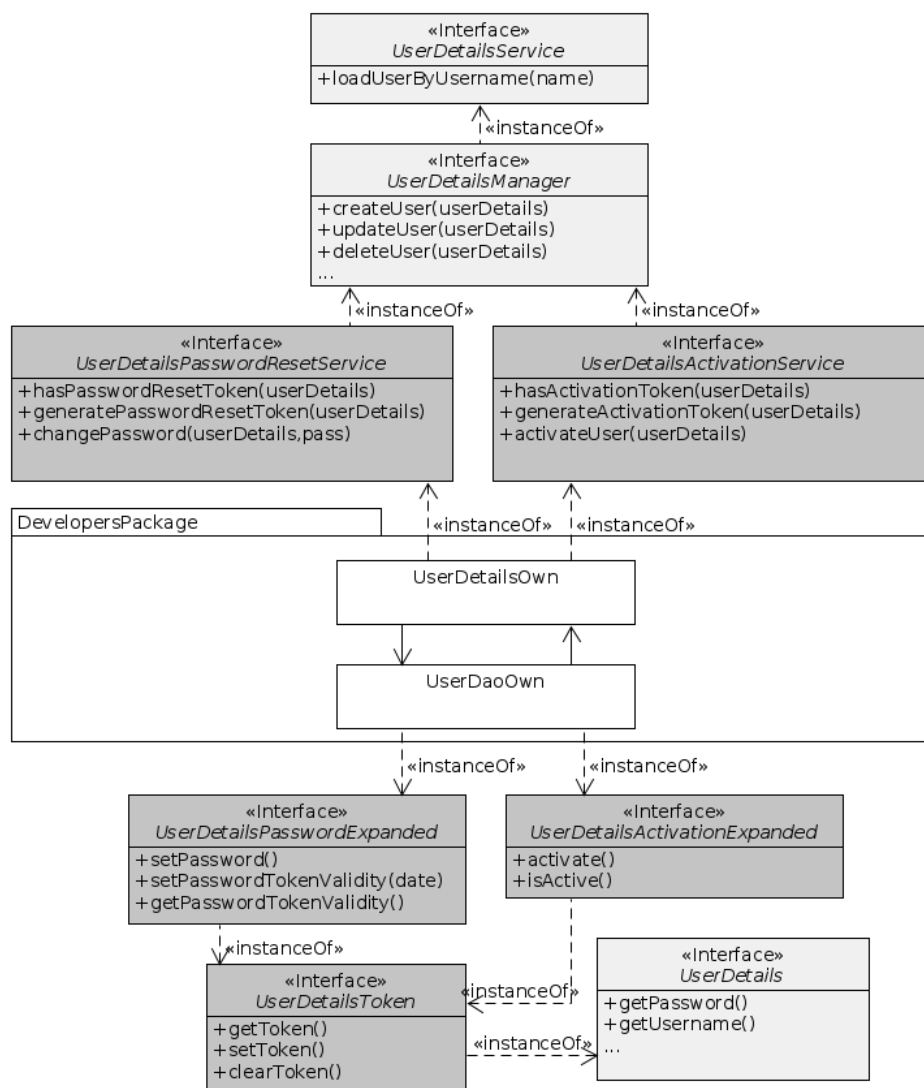 «Interface»
UserDetailsService
+loadUserByUsername(name)
«instanceOf»
«Interface»
UserDetailsManager
+createUser(userDetails)
+updateUser(userDetails)
+deleteUser(userDetails)
...
«instanceOf»
«instanceOf»
«Interface»
UserDetailsPasswordResetService
+hasPasswordResetToken(userDetails)
+generatePasswordResetToken(userDetails)
+changePassword(userDetails,pass)
«Interface»
UserDetailsActivationService
+hasActivationToken(userDetails)
+generateActivationToken(userDetails)
+activateUser(userDetails)
«instanceOf»
«instanceOf»
DevelopersPackage
UserDetailsOwn
UserDaoOwn
«instanceOf»
«instanceOf»
«Interface»
UserDetailsPasswordExpanded
+setPassword()
+setPasswordTokenValidity(date)
+getPasswordTokenValidity()
«Interface»
UserDetailsActivationExpanded
+activate()
+isActive()
«instanceOf»
«Interface»
UserDetailsToken
+getToken()
+setToken()
+clearToken()
«instanceOf»
«instanceOf»
«Interface»
UserDetails
+getPassword()
+getUsername()
...